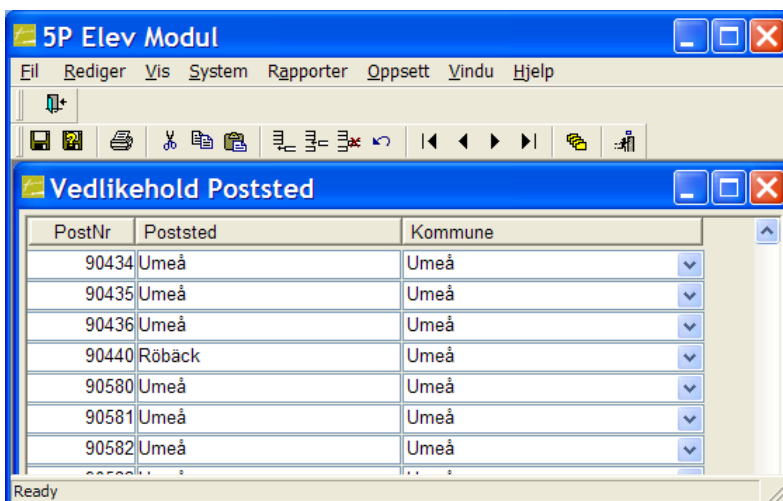 5P Elev Modul
Fil Rediger Vis System Rapporter Oppsett Vindu Hjelp
Vedlikehold Poststed
PostNr Poststed Kommune
90434 Umeå Umeå
90435 Umeå Umeå
90436 Umeå Umeå
90440 Röbäck Umeå
90580 Umeå Umeå
90581 Umeå Umeå
90582 Umeå Umeå
Ready